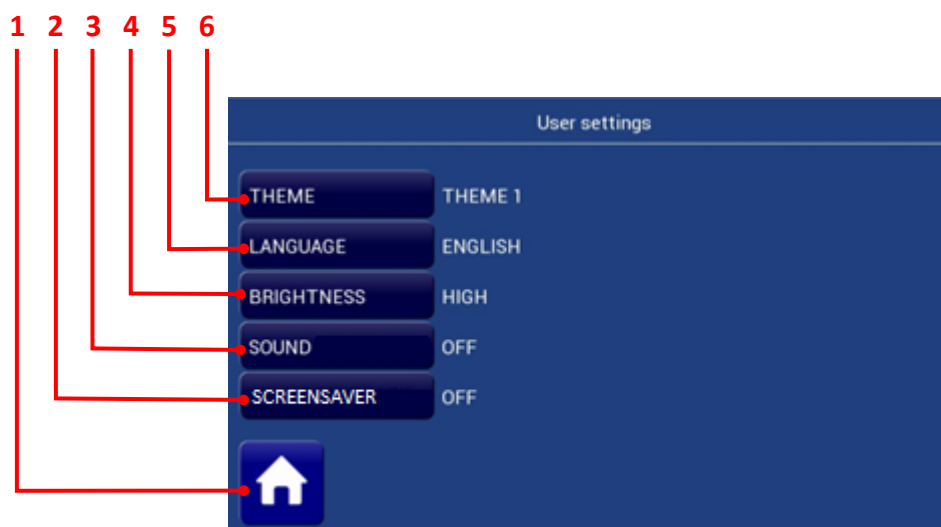 1 2 3 4 5 6
User settings
THEME THEME 1
LANGUAGE ENGLISH
BRIGHTNESS HIGH
SOUND OFF
SCREENSAVER OFF